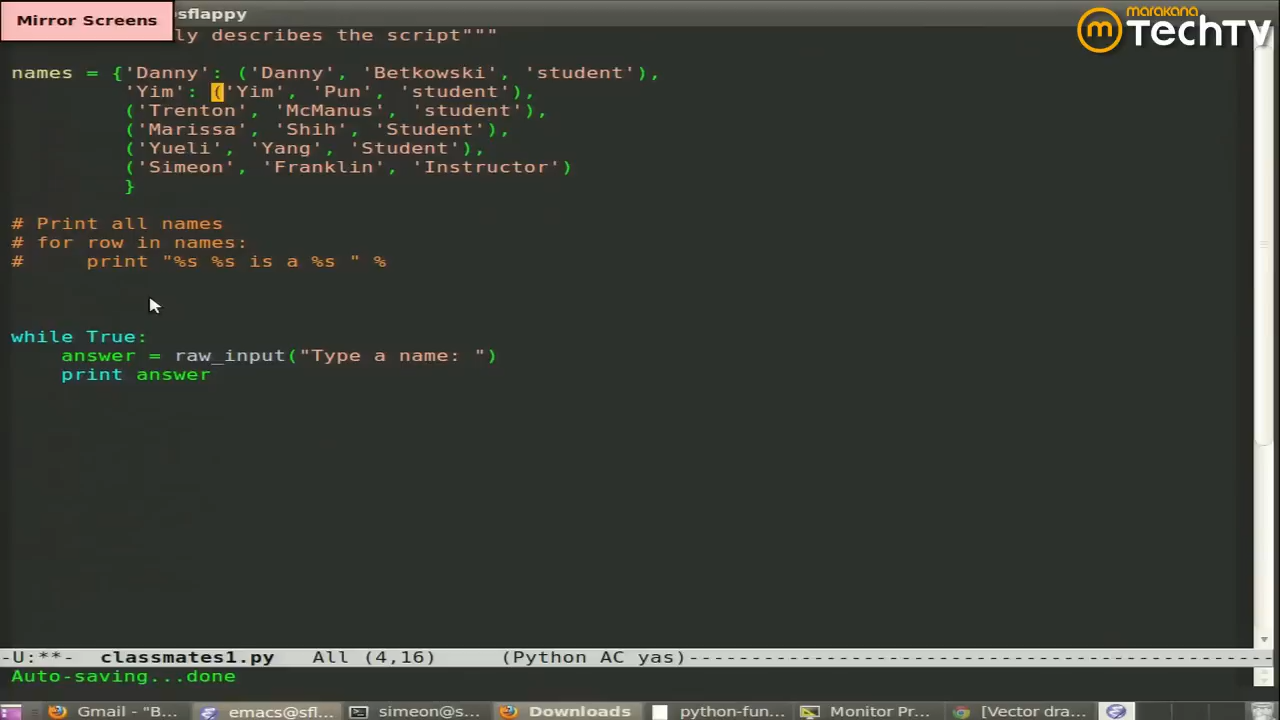 Mirror Screens
sflappy
marakana
TechTV
ly describes the script"""
names = {'Danny': ('Danny', 'Betkowski', 'student'),
'Yim': ('Yim', 'Pun', 'student'),
('Trenton', 'McManus', 'student'),
('Marissa', 'Shih', 'Student'),
('Yueli', 'Yang', 'Student'),
('Simeon', 'Franklin', 'Instructor')
}
# Print all names
# for row in names:
#     print "%s %s is a %s " %
while True:
answer = raw_input("Type a name: ")
print answer
-U:**-  classmates1.py   All (4,16)     (Python AC yas)-----------------------------------------------
Auto-saving...done
Gmail - "B... emacs@sfl... simeon@s... Downloads python-fun... Monitor Pr... [Vector dra...